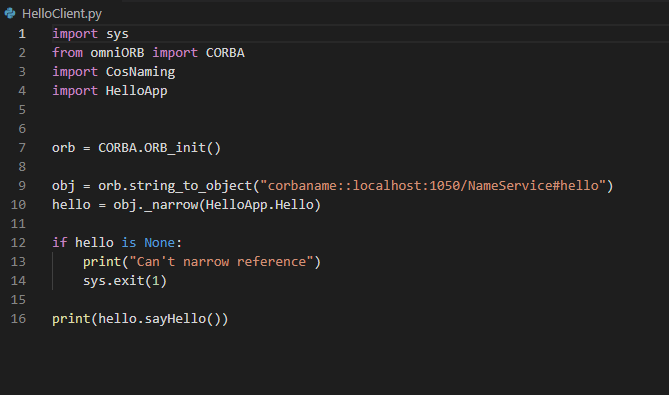 HelloClient.py
1 import sys
2 from omniORB import CORBA
3 import CosNaming
4 import HelloApp
5
6
7 orb = CORBA.ORB_init()
8
9 obj = orb.string_to_object("corbaname::localhost:1050/NameService#hello")
10 hello = obj._narrow(HelloApp.Hello)
11
12 if hello is None:
13     print("Can't narrow reference")
14     sys.exit(1)
15
16 print(hello.sayHello())